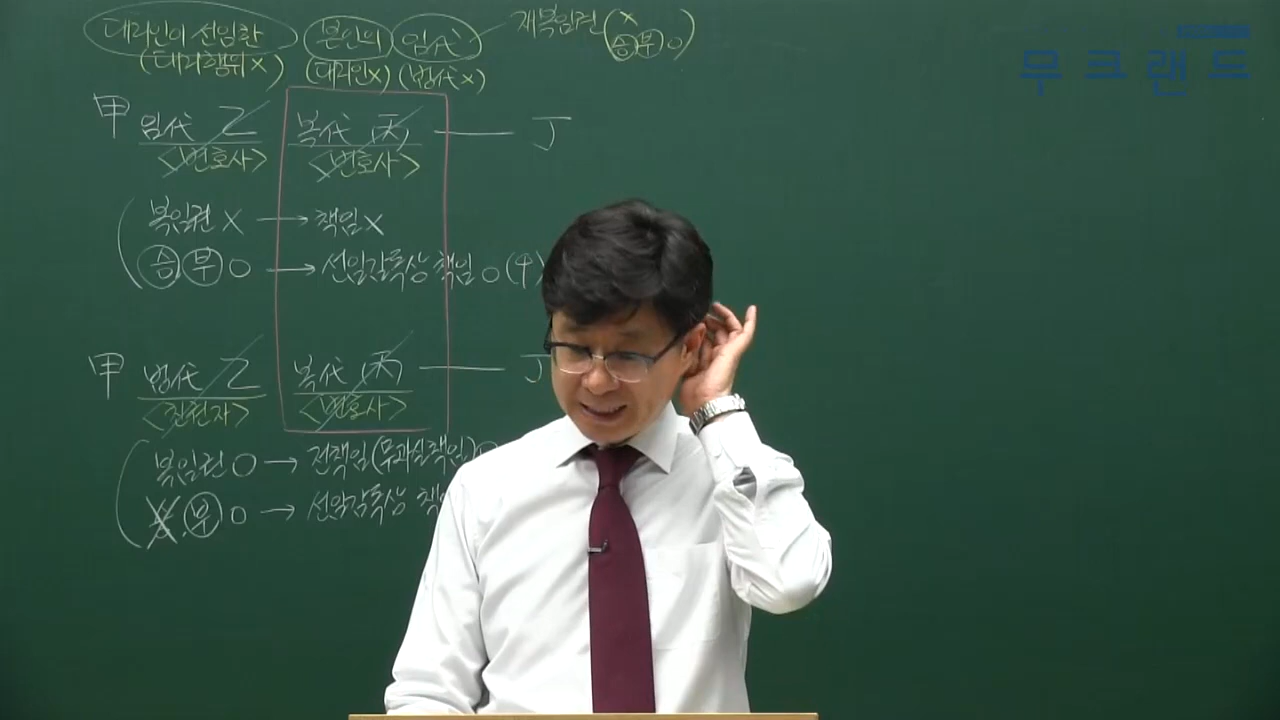 대리인이 선임한 본인의 임代 재복임권(x
(대리행위x) (대리인x) (법代x) 승부 o)
무크랜드
甲 임代 乙 복代 丙 丁
<변호사> <변호사>
복임권 x → 책임x
승부 o → 선임감독상 책임 o (
甲 법代 乙 복代 丙
<친권자> <변호사>
복임권 o → 전책임(무과실책임)
부 o → 선임감독상 책